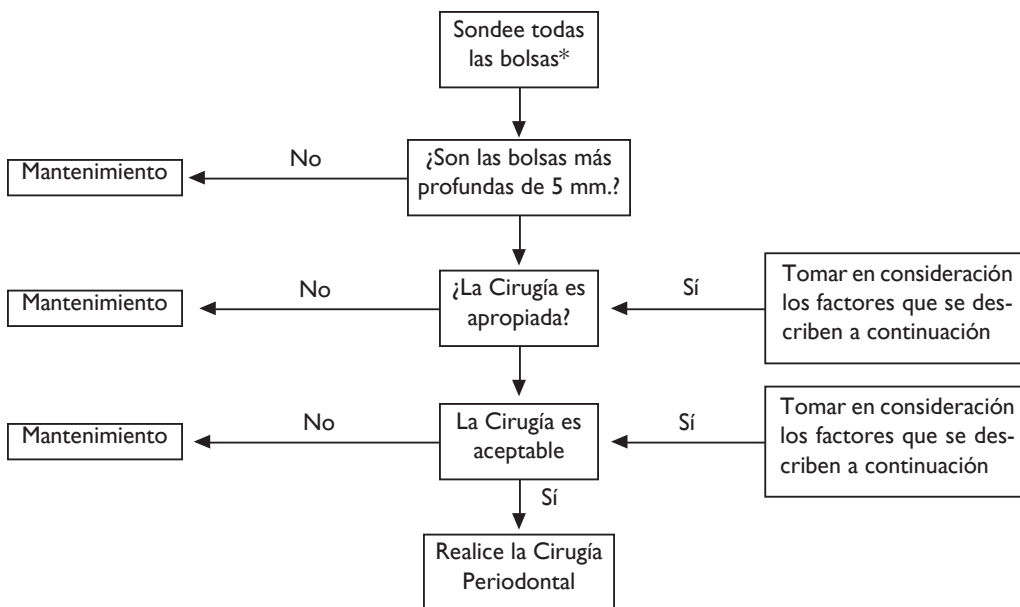 Sondee todas
las bolsas*
¿Son las bolsas más
profundas de 5 mm.?
No
Mantenimiento
¿La Cirugía es
apropiada?
No
Mantenimiento
Sí
Tomar en consideración
los factores que se des-
criben a continuación
La Cirugía es
aceptable
No
Mantenimiento
Sí
Tomar en consideración
los factores que se des-
criben a continuación
Sí
Realice la Cirugía
Periodontal